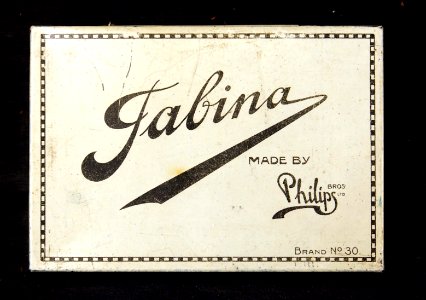 Fabina
MADE BY
Philips BROS LTD
BRAND No 30